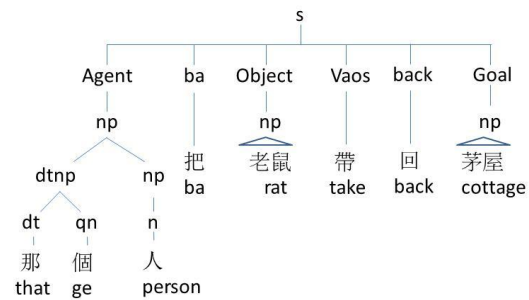 s
Agent ba Object Vaos back Goal
np np np
把 老鼠 帶 回 茅屋
dtnp np ba rat take back cottage
dt qn n
那 個 人
that ge person